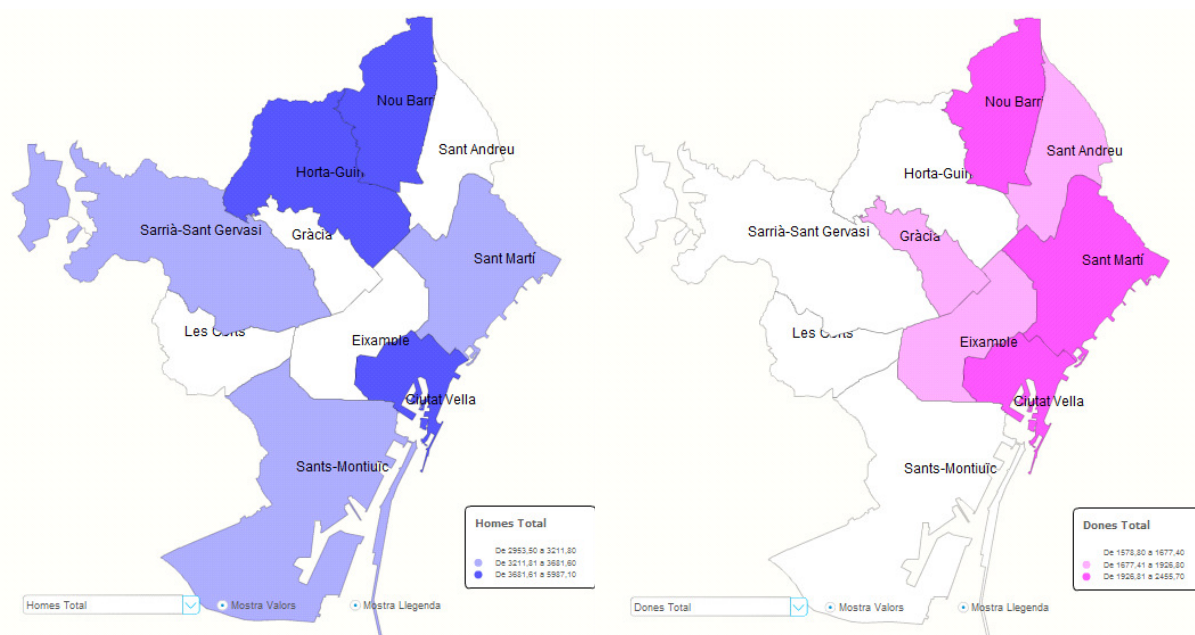 Nou Barr
Sant Andreu
Horta-Guin
Sarrià-Sant Gervasi
Gràcia
Sant Martí
Les Corts
Eixample
Ciutat Vella
Sants-Montjuïc
Homes Total
De 2953,50 a 3211,80
De 3211,81 a 3681,60
De 3681,61 a 5987,10
Homes Total
Mostra Valors
Mostra Llegenda
Nou Barr
Sant Andreu
Horta-Guin
Sarrià-Sant Gervasi
Gràcia
Sant Martí
Les Corts
Eixample
Ciutat Vella
Sants-Montjuïc
Dones Total
De 1578,80 a 1677,40
De 1677,41 a 1926,80
De 1926,81 a 2455,70
Dones Total
Mostra Valors
Mostra Llegenda